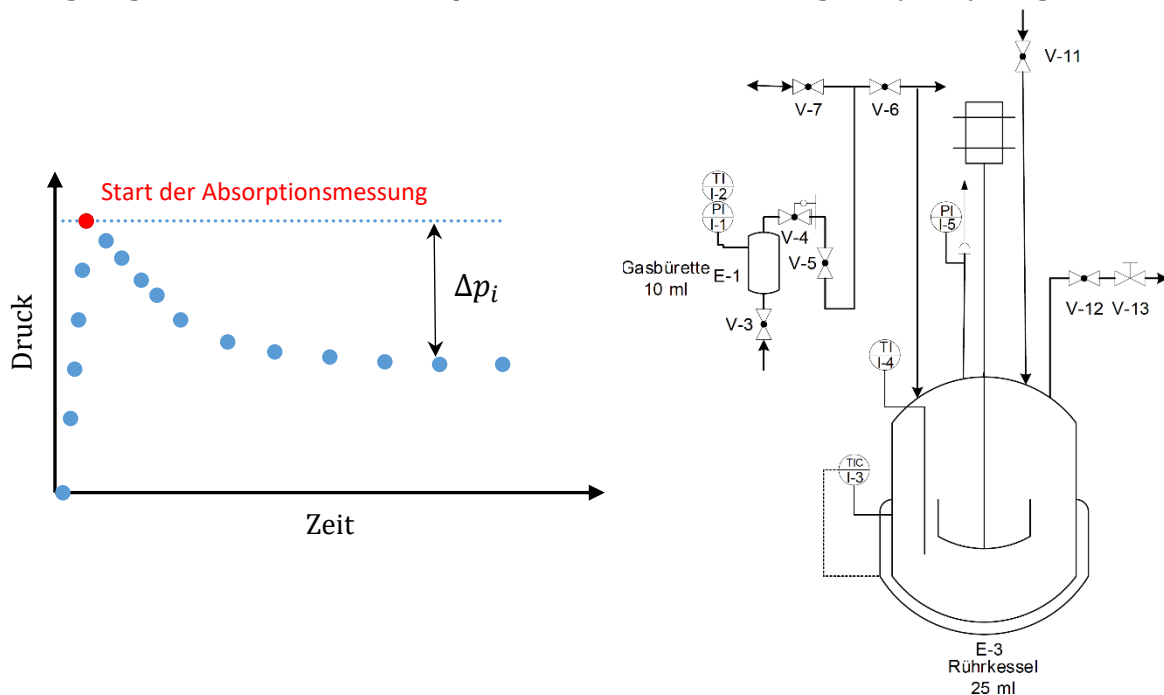 Start der Absorptionsmessung
Druck
Δpᵢ
Zeit
V-11
V-7
V-6
TI
I-2
PI
I-1
V-4
PI
I-5
Gasbürette
10 ml
E-1
V-5
V-12
V-13
V-3
TI
I-4
TIC
I-3
E-3
Rührkessel
25 ml